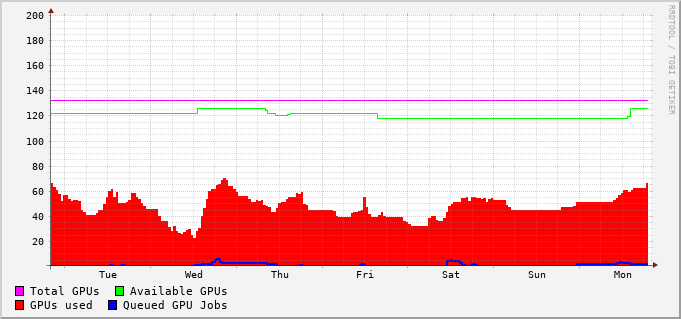 RRDTOOL / TOBI OETIKER
200
180
160
140
120
100
80
60
40
20
Tue Wed Thu Fri Sat Sun Mon
Total GPUs Available GPUs
GPUs used Queued GPU Jobs